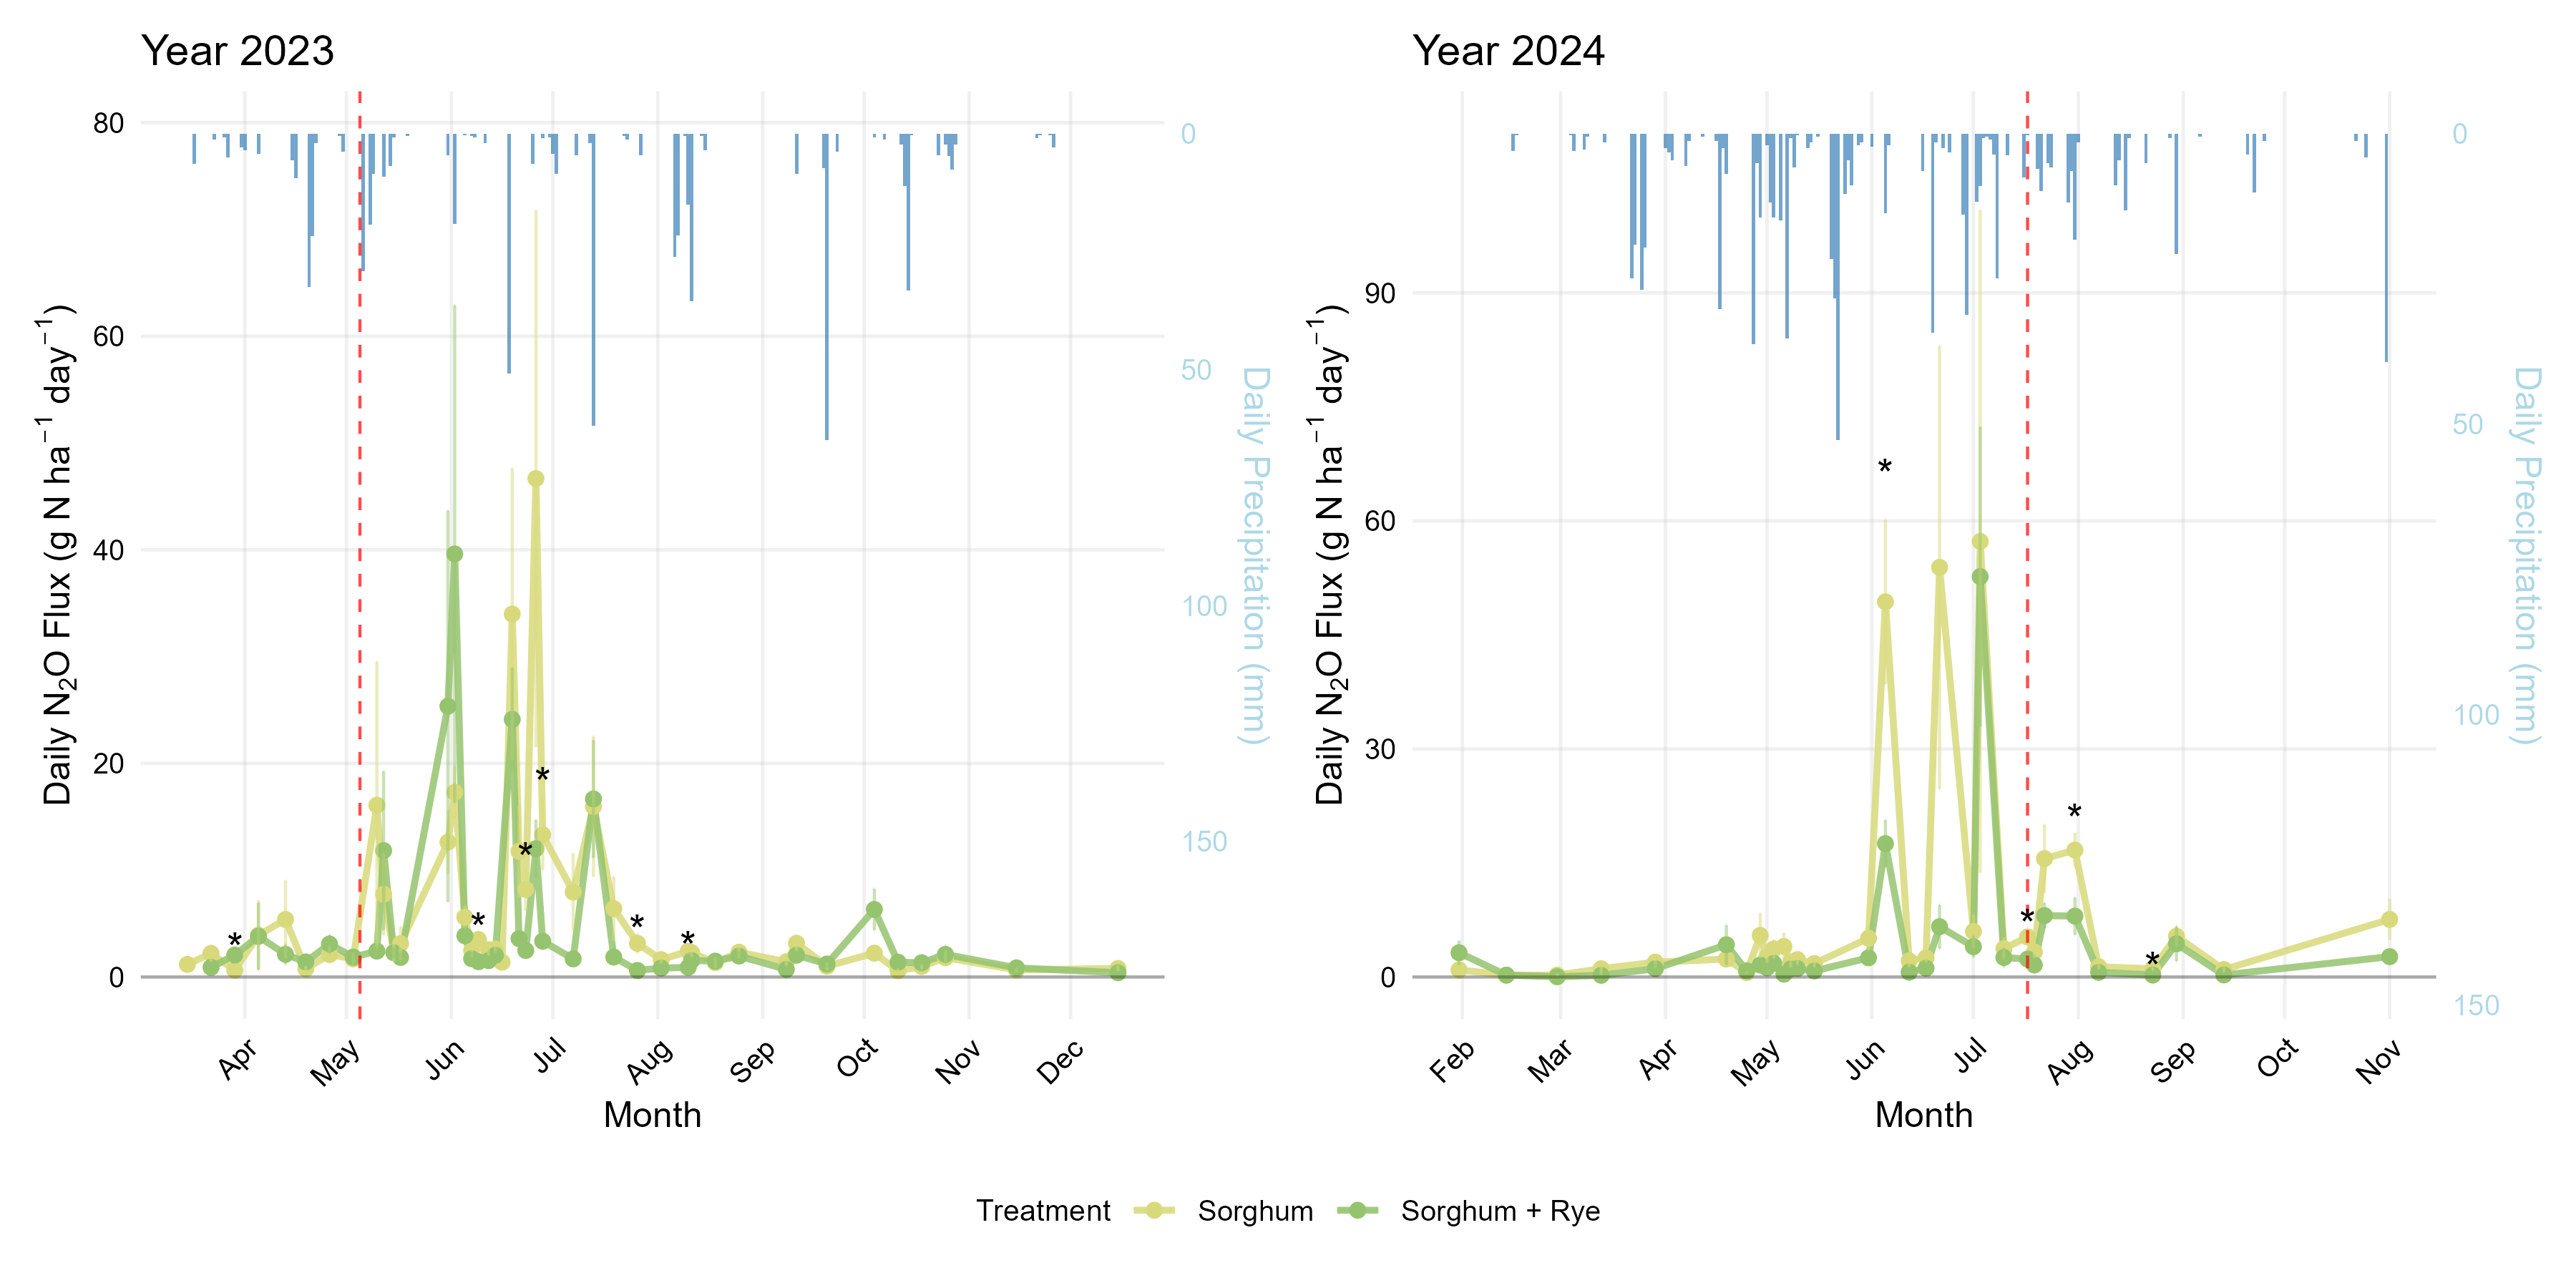 Year 2023
80
60
40
20
0
Daily N₂O Flux (g N ha⁻¹ day⁻¹)
0
50
100
150
Daily Precipitation (mm)
*
*
*
*
*
*
Apr
May
Jun
Jul
Aug
Sep
Oct
Nov
Dec
Month
Year 2024
90
60
30
0
Daily N₂O Flux (g N ha⁻¹ day⁻¹)
0
50
100
150
Daily Precipitation (mm)
*
*
*
*
Feb
Mar
Apr
May
Jun
Jul
Aug
Sep
Oct
Nov
Month
Treatment Sorghum Sorghum + Rye